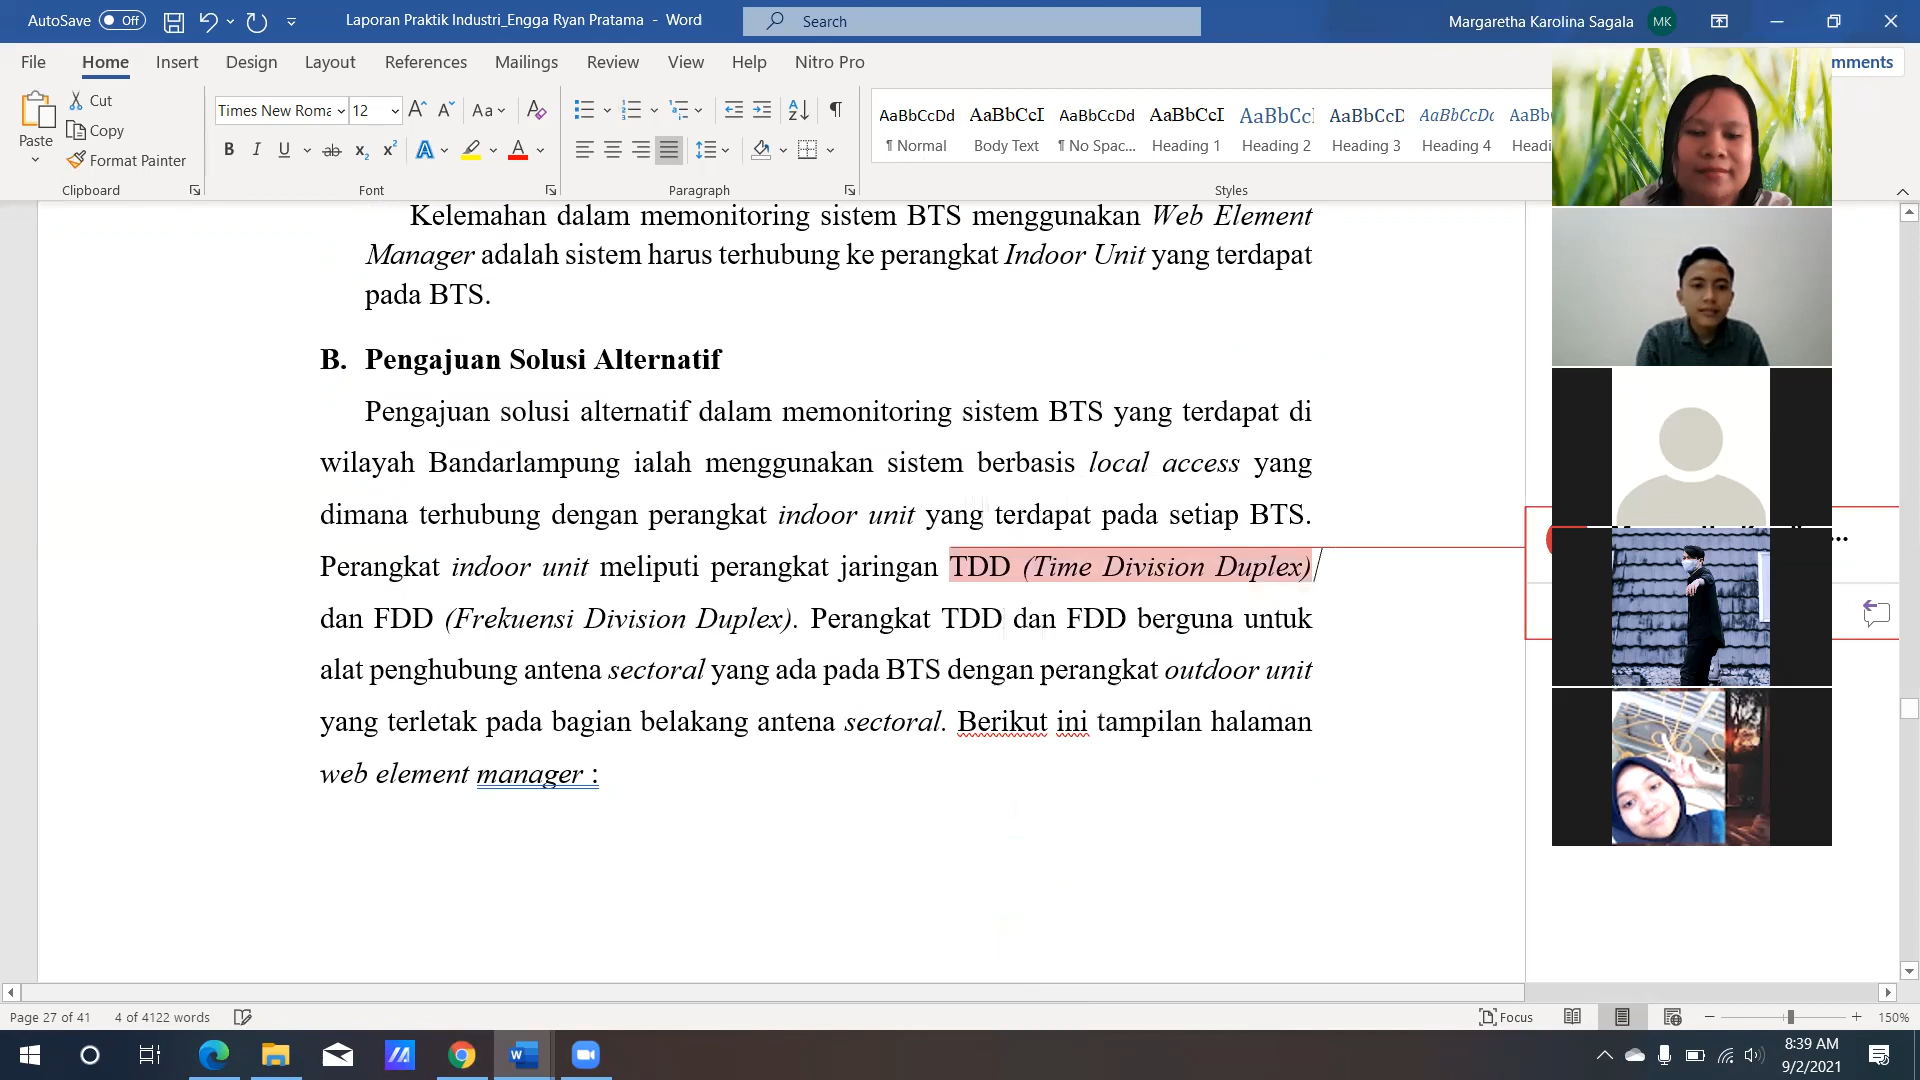 AutoSave Off Laporan Praktik Industri_Engga Ryan Pratama - Word Search Margaretha Karolina Sagala MK
File Home Insert Design Layout References Mailings Review View Help Nitro Pro mments
Paste Cut Copy Format Painter
Times New Roma 12 Aa
B I U ab x₂ x² A A
AaBbCcDd AaBbCcI AaBbCcDd AaBbCcI AaBbCcI AaBbCcD AaBbCcDc AaBb
¶ Normal Body Text ¶ No Spac... Heading 1 Heading 2 Heading 3 Heading 4 Headi
Clipboard Font Paragraph Styles
Kelemahan dalam memonitoring sistem BTS menggunakan Web Element
Manager adalah sistem harus terhubung ke perangkat Indoor Unit yang terdapat
pada BTS.
B. Pengajuan Solusi Alternatif
Pengajuan solusi alternatif dalam memonitoring sistem BTS yang terdapat di
wilayah Bandarlampung ialah menggunakan sistem berbasis local access yang
dimana terhubung dengan perangkat indoor unit yang terdapat pada setiap BTS.
Perangkat indoor unit meliputi perangkat jaringan TDD (Time Division Duplex)
dan FDD (Frekuensi Division Duplex). Perangkat TDD dan FDD berguna untuk
alat penghubung antena sectoral yang ada pada BTS dengan perangkat outdoor unit
yang terletak pada bagian belakang antena sectoral. Berikut ini tampilan halaman
web element manager :
Page 27 of 41 4 of 4122 words Focus 150%
8:39 AM
9/2/2021